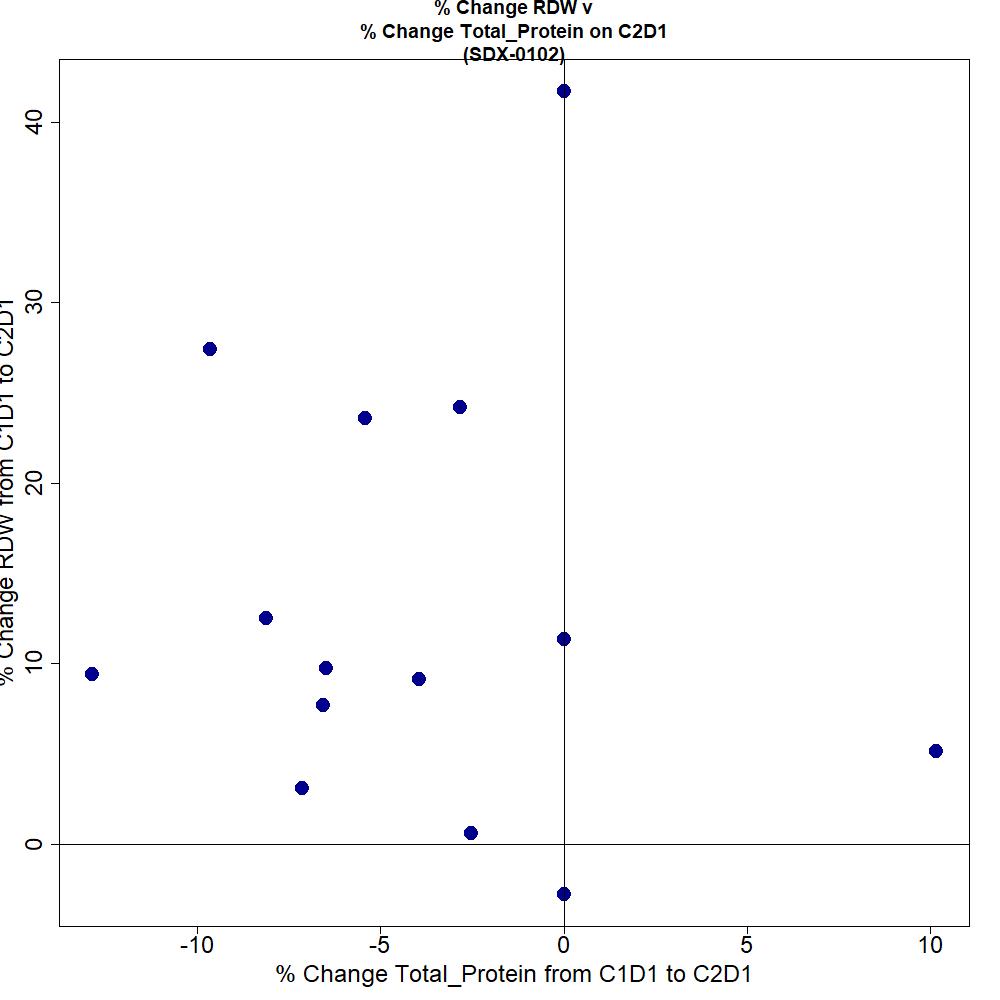 % Change RDW v
% Change Total_Protein on C2D1
(SDX-0102)
% Change RDW from C1D1 to C2D1
40
30
20
10
0
-10
-5
0
5
10
% Change Total_Protein from C1D1 to C2D1